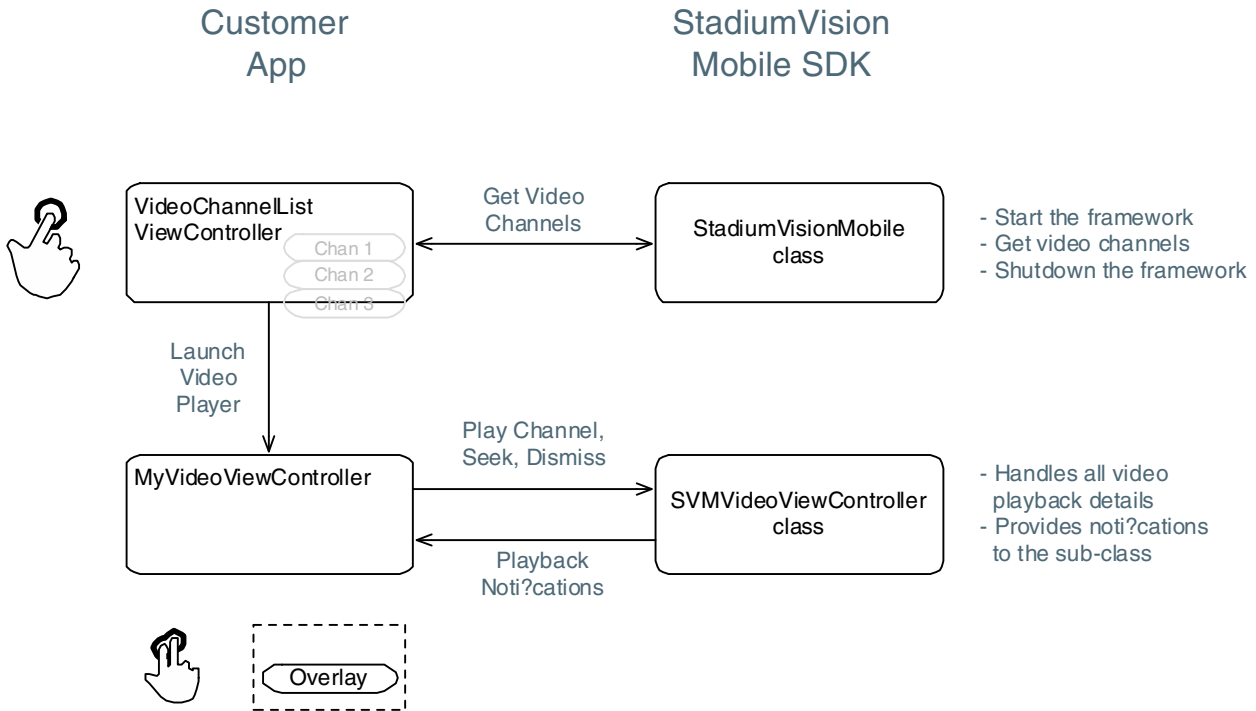 Customer
App
StadiumVision
Mobile SDK
VideoChannelList
ViewController
Chan 1
Chan 2
Chan 3
Get Video
Channels
StadiumVisionMobile
class
- Start the framework
- Get video channels
- Shutdown the framework
Launch
Video
Player
MyVideoViewController
Play Channel,
Seek, Dismiss
Playback
Noti?cations
SVMVideoViewController
class
- Handles all video
playback details
- Provides noti?cations
to the sub-class
Overlay